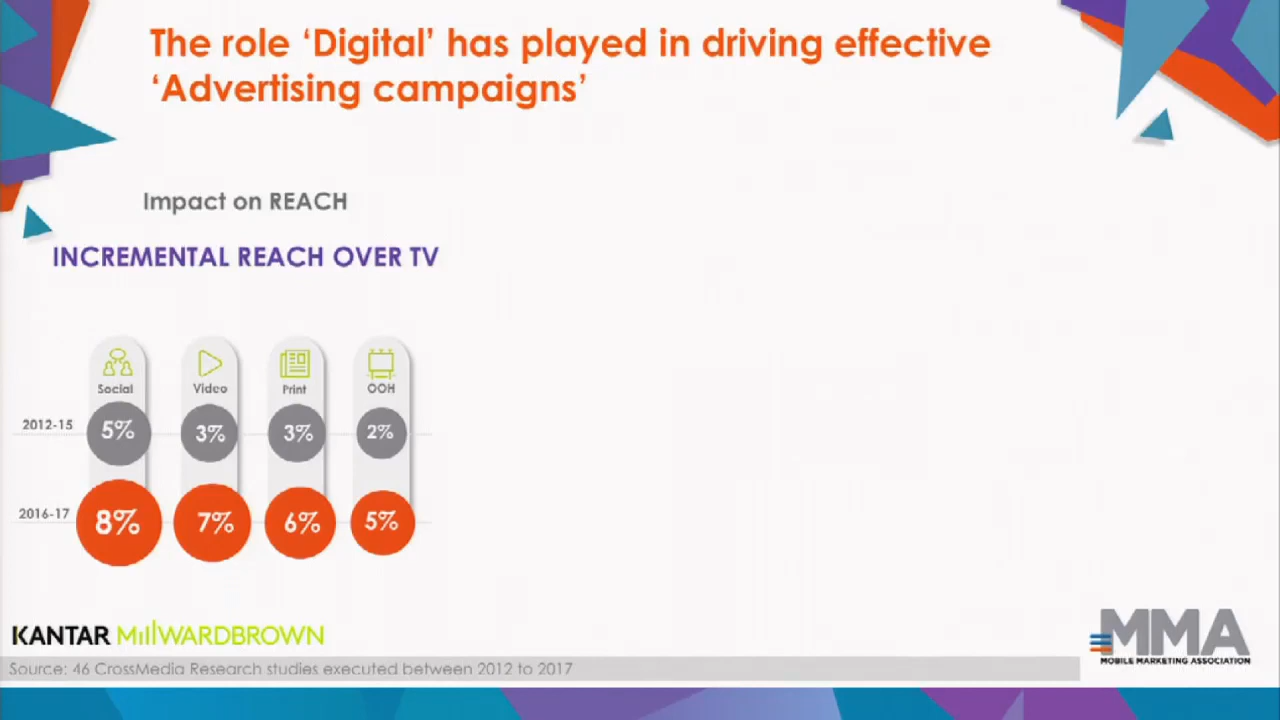 The role ‘Digital’ has played in driving effective
‘Advertising campaigns’
Impact on REACH
INCREMENTAL REACH OVER TV
Social Video Print OOH
2012-15 5% 3% 3% 2%
2016-17 8% 7% 6% 5%
KANTAR MillWARDBROWN
MMA
MOBILE MARKETING ASSOCIATION
Source: 46 CrossMedia Research studies executed between 2012 to 2017